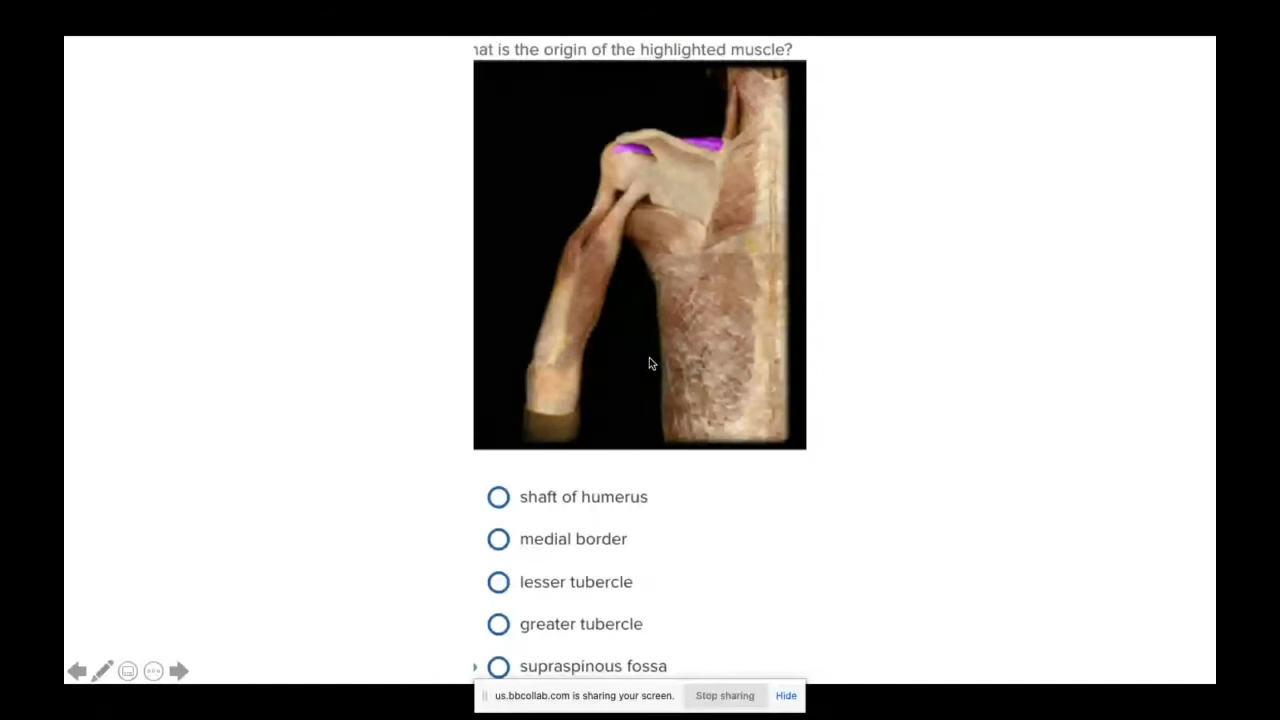 hat is the origin of the highlighted muscle?
shaft of humerus
medial border
lesser tubercle
greater tubercle
supraspinous fossa
us.bbcollab.com is sharing your screen. Stop sharing Hide